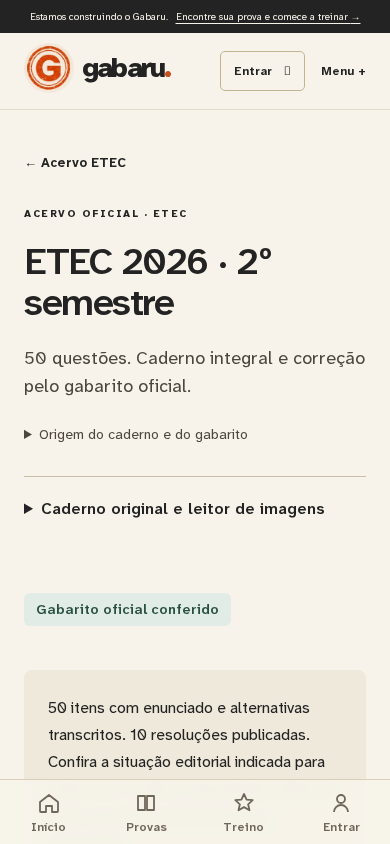 Estamos construindo o Gabaru. Encontre sua prova e comece a treinar →
G gabaru. Entrar Menu +
← Acervo ETEC
ACERVO OFICIAL · ETEC
ETEC 2026 · 2º
semestre
50 questões. Caderno integral e correção
pelo gabarito oficial.
Origem do caderno e do gabarito
Caderno original e leitor de imagens
Gabarito oficial conferido
50 itens com enunciado e alternativas
transcritos. 10 resoluções publicadas.
Confira a situação editorial indicada para
Início Provas Treino Entrar